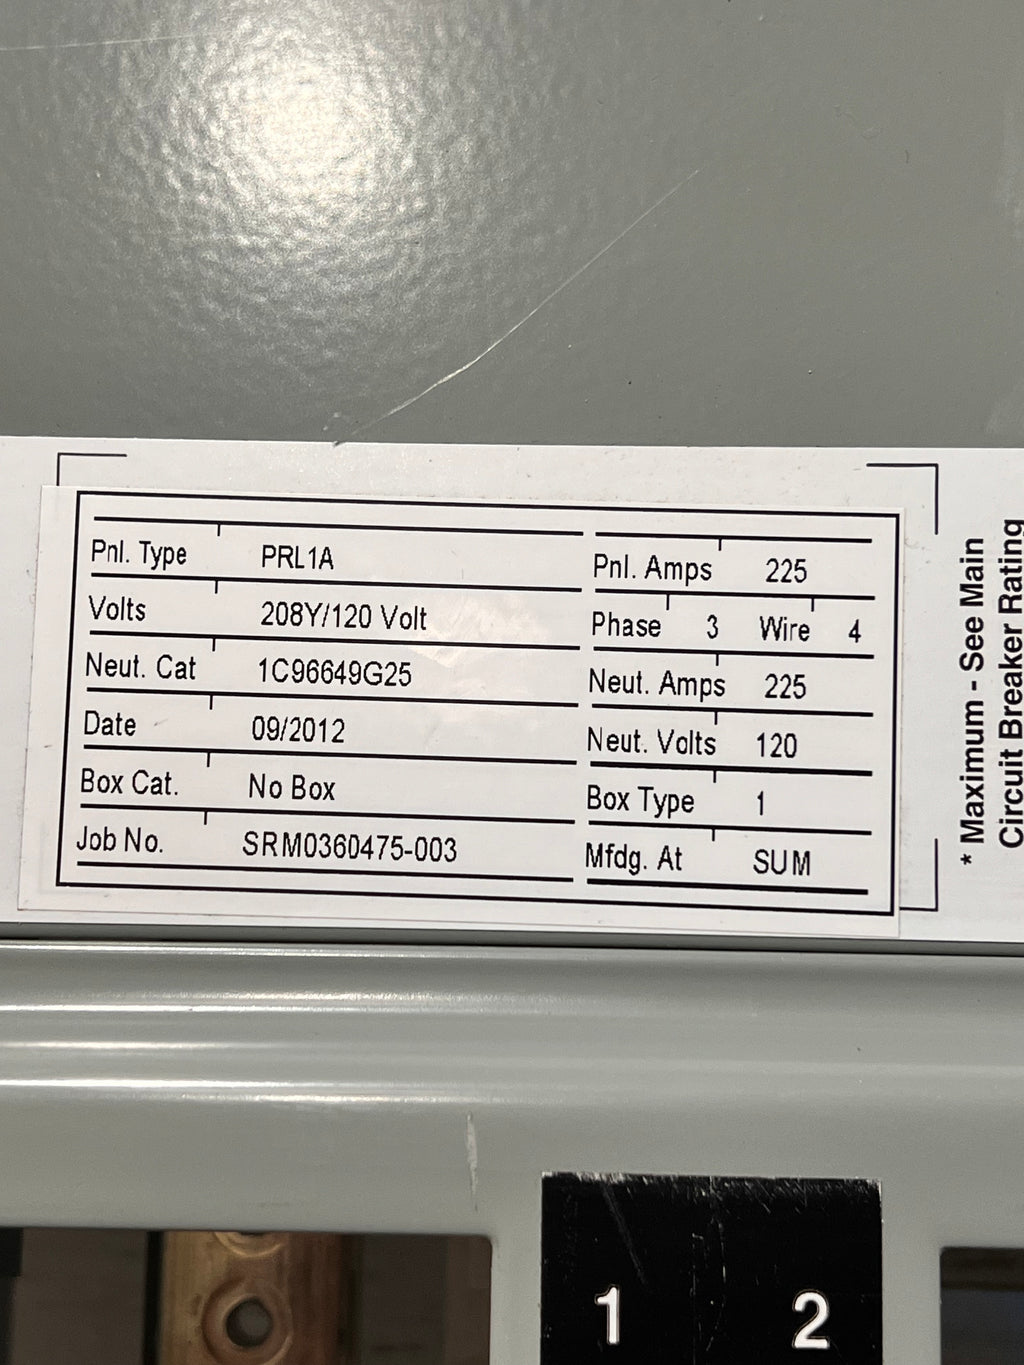 Pnl. Type PRL1A
Volts 208Y/120 Volt
Neut. Cat 1C96649G25
Date 09/2012
Box Cat. No Box
Job No. SRM0360475-003
Pnl. Amps 225
Phase 3 Wire 4
Neut. Amps 225
Neut. Volts 120
Box Type 1
Mfdg. At SUM
* Maximum - See Main
Circuit Breaker Rating
1 2